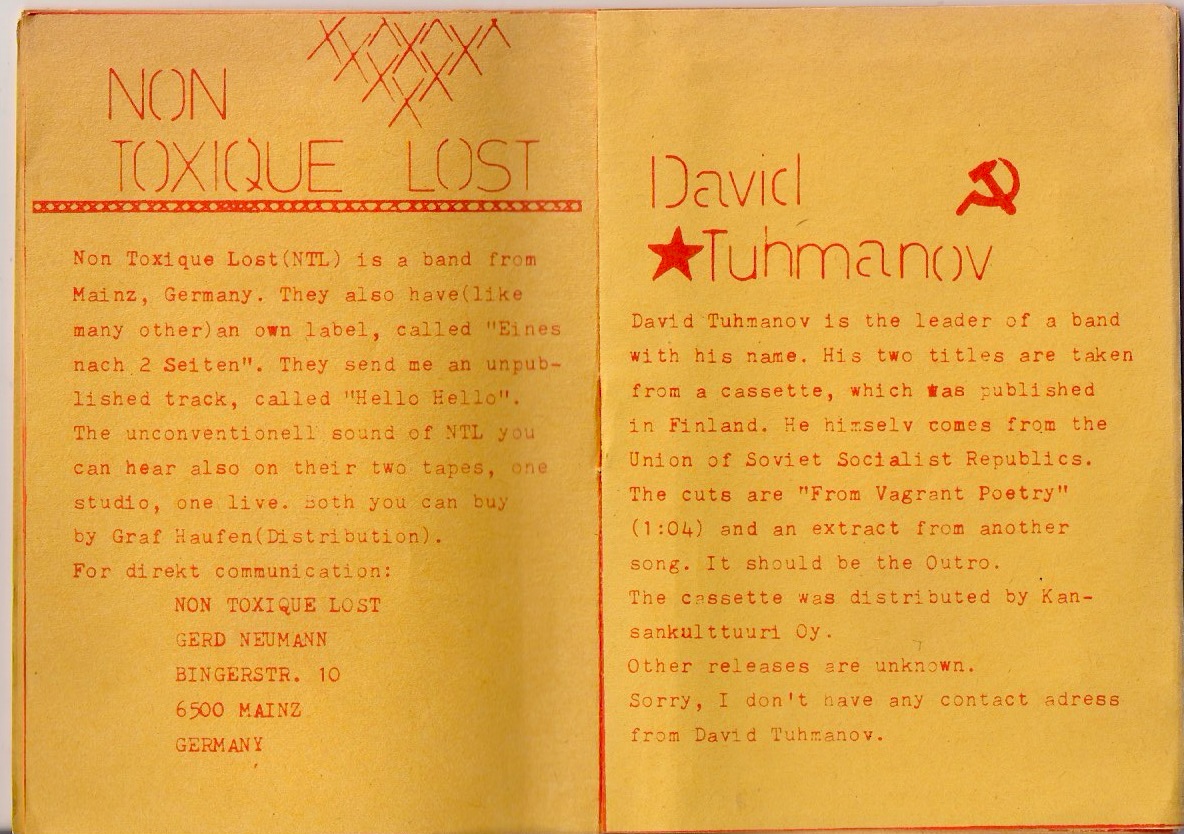 NON
TOXIQUE LOST
Non Toxique Lost(NTL) is a band from
Mainz, Germany. They also have(like
many other)an own label, called "Eines
nach 2 Seiten". They send me an unpub-
lished track, called "Hello Hello".
The unconventionell sound of NTL you
can hear also on their two tapes, one
studio, one live. Both you can buy
by Graf Haufen(Distribution).
For direkt communication:
NON TOXIQUE LOST
GERD NEUMANN
BINGERSTR. 10
6500 MAINZ
GERMANY
David
Tuhmanov
David Tuhmanov is the leader of a band
with his name. His two titles are taken
from a cassette, which was published
in Finland. He himselv comes from the
Union of Soviet Socialist Republics.
The cuts are "From Vagrant Poetry"
(1:04) and an extract from another
song. It should be the Outro.
The cassette was distributed by Kan-
sankulttuuri Oy.
Other releases are unknown.
Sorry, I don't have any contact adress
from David Tuhmanov.